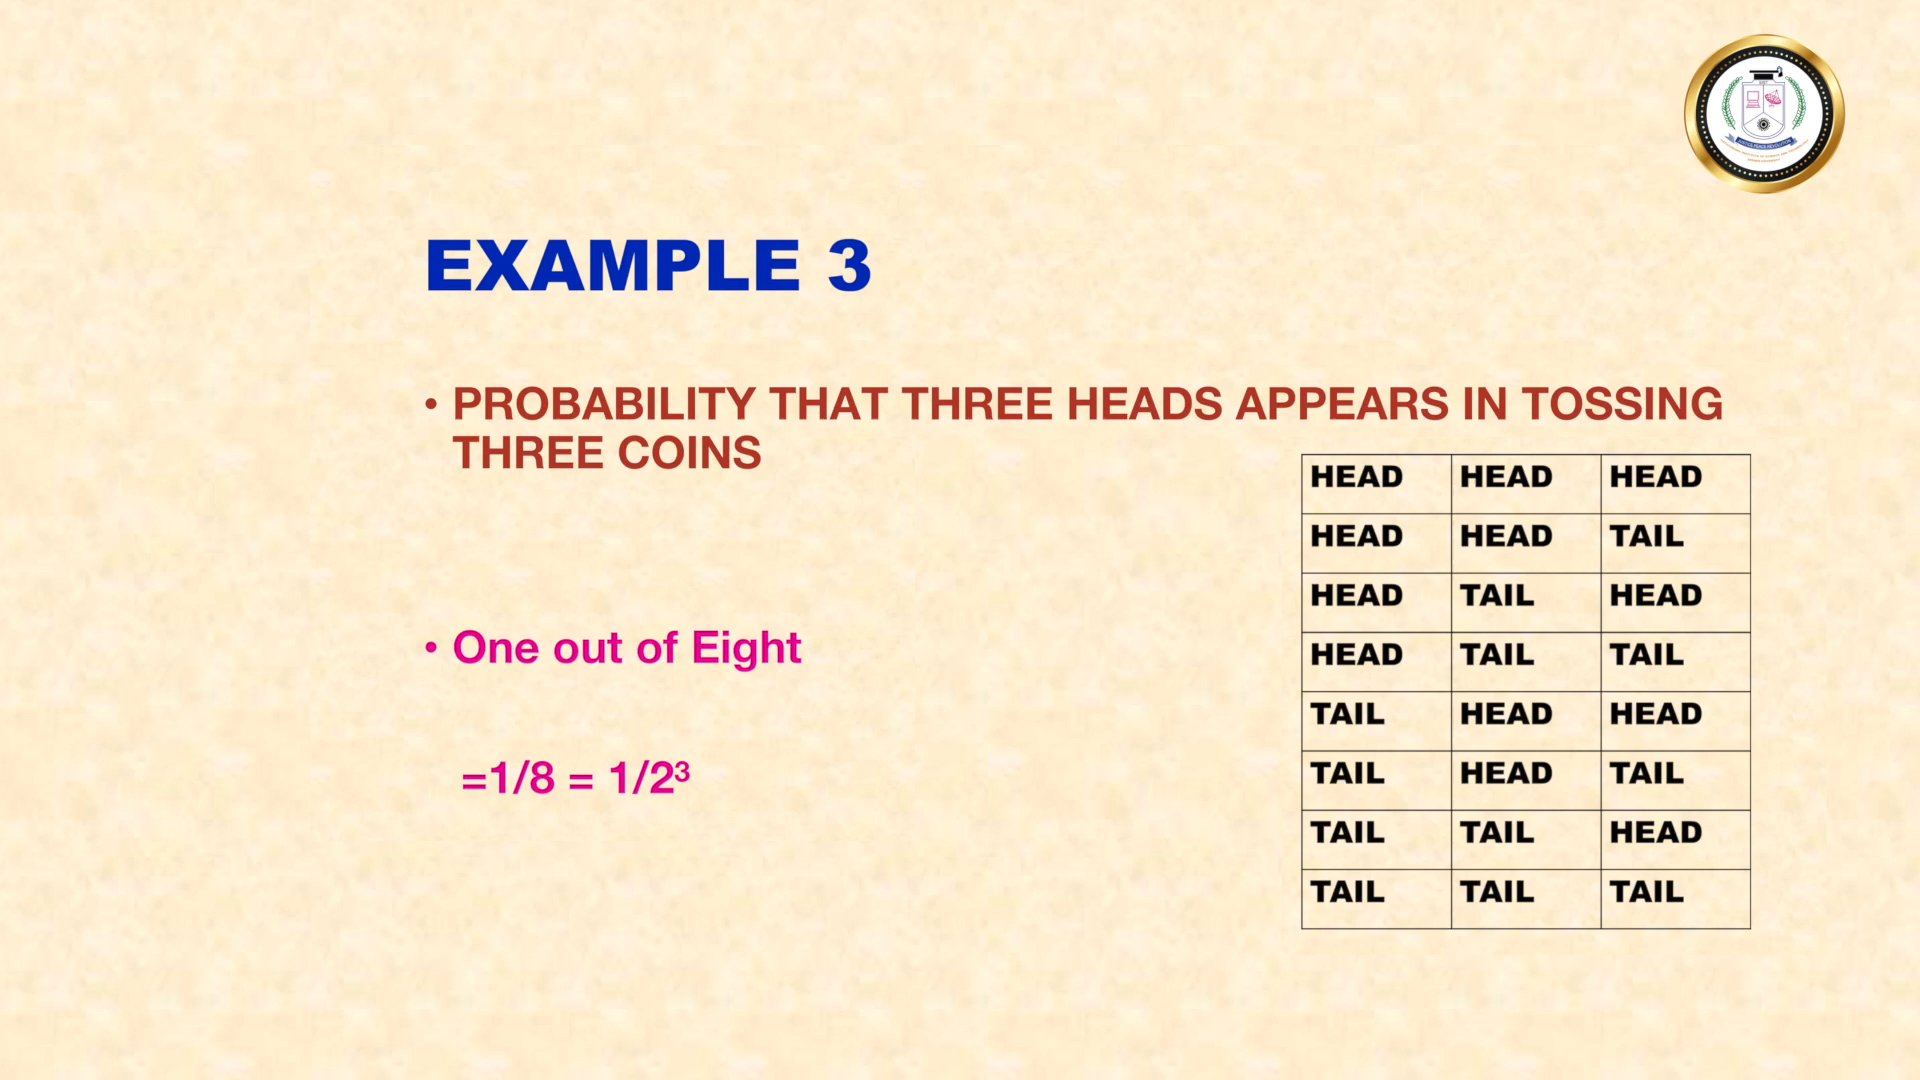 EXAMPLE 3
• PROBABILITY THAT THREE HEADS APPEARS IN TOSSING
THREE COINS
HEAD HEAD HEAD
HEAD HEAD TAIL
HEAD TAIL HEAD
HEAD TAIL TAIL
TAIL HEAD HEAD
TAIL HEAD TAIL
TAIL TAIL HEAD
TAIL TAIL TAIL
• One out of Eight
=1/8 = 1/2³